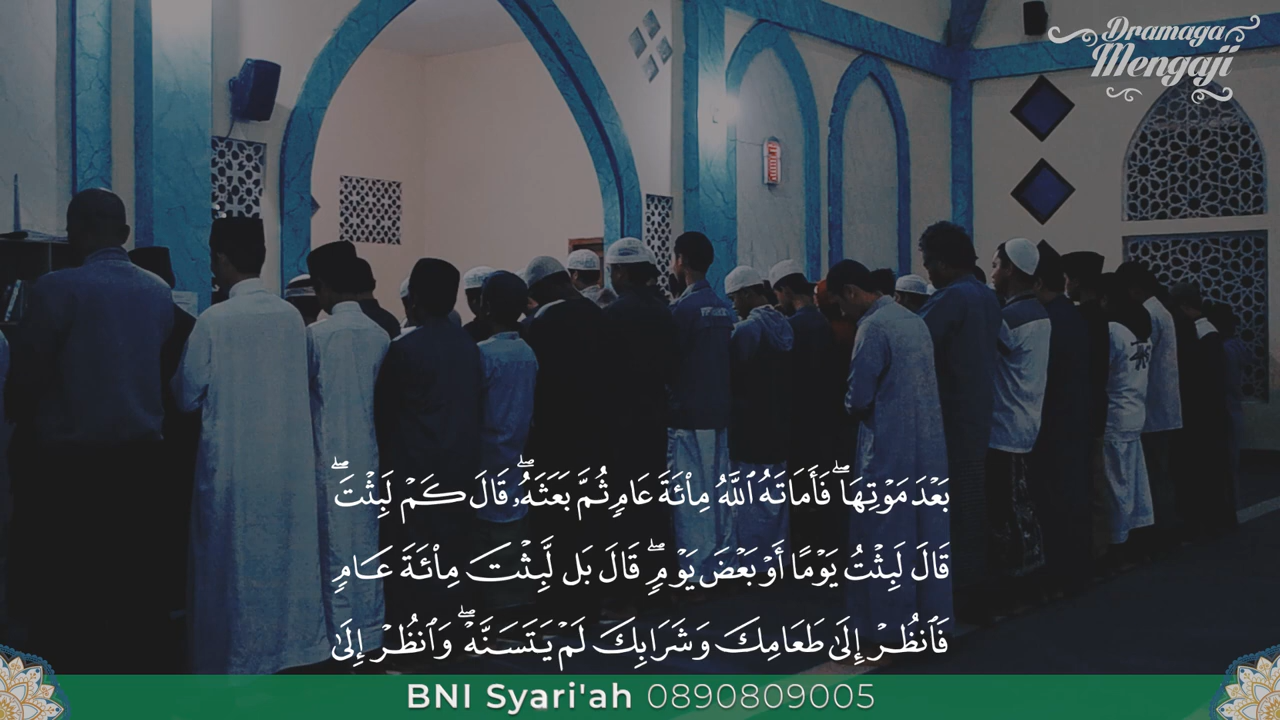 Dramaga
Mengaji
بَعْدَ مَوْتِهَا ۖ فَأَمَاتَهُ ٱللَّهُ مِا۟ئَةَ عَامٍ ثُمَّ بَعَثَهُۥ ۖ قَالَ كَمْ لَبِثْتَ ۖ
قَالَ لَبِثْتُ يَوْمًا أَوْ بَعْضَ يَوْمٍ ۖ قَالَ بَل لَّبِثْتَ مِا۟ئَةَ عَامٍ
فَٱنظُرْ إِلَىٰ طَعَامِكَ وَشَرَابِكَ لَمْ يَتَسَنَّهْ ۖ وَٱنظُرْ إِلَىٰ
BNI Syari'ah 0890809005